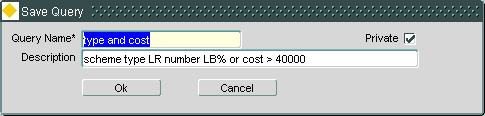 Save Query
Query Name* type and cost Private
Description scheme type LR number LB% or cost > 40000
Ok Cancel